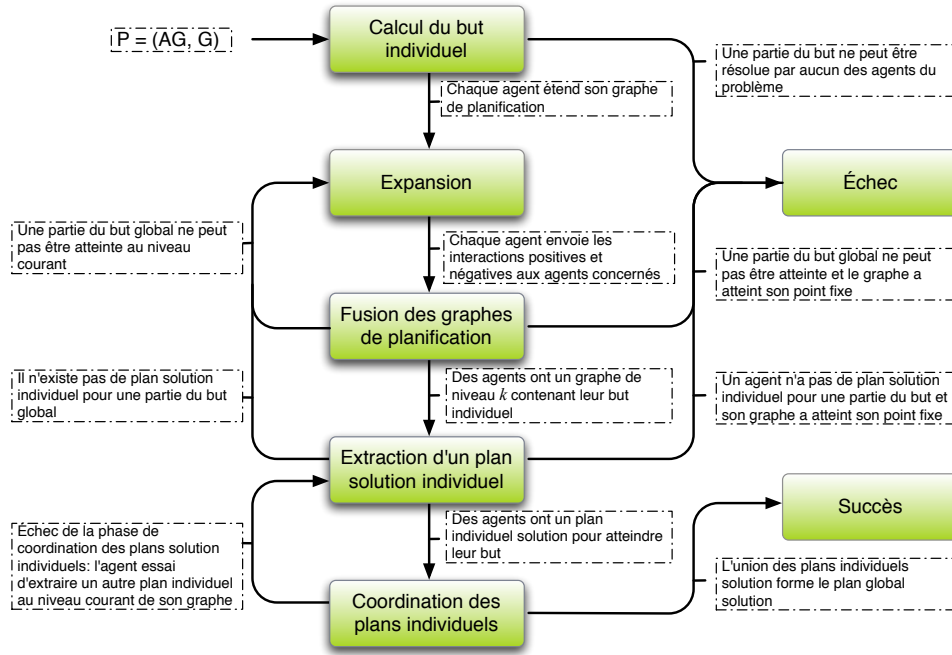 P = (AG, G)
Calcul du but
individuel
Une partie du but ne peut être
résolue par aucun des agents du
problème
Chaque agent étend son graphe
de planification
Expansion
Échec
Une partie du but global ne peut
pas être atteinte au niveau
courant
Chaque agent envoie les
interactions positives et
négatives aux agents concernés
Une partie du but global ne peut
pas être atteinte et le graphe a
atteint son point fixe
Fusion des graphes
de planification
Il n'existe pas de plan solution
individuel pour une partie du but
global
Des agents ont un graphe de
niveau k contenant leur but
individuel
Un agent n'a pas de plan solution
individuel pour une partie du but et
son graphe a atteint son point fixe
Extraction d'un plan
solution individuel
Succès
Échec de la phase de
coordination des plans solution
individuels: l'agent essai
d'extraire un autre plan individuel
au niveau courant de son graphe
Des agents ont un plan
individuel solution pour atteindre
leur but
L'union des plans individuels
solution forme le plan global
solution
Coordination des
plans individuels